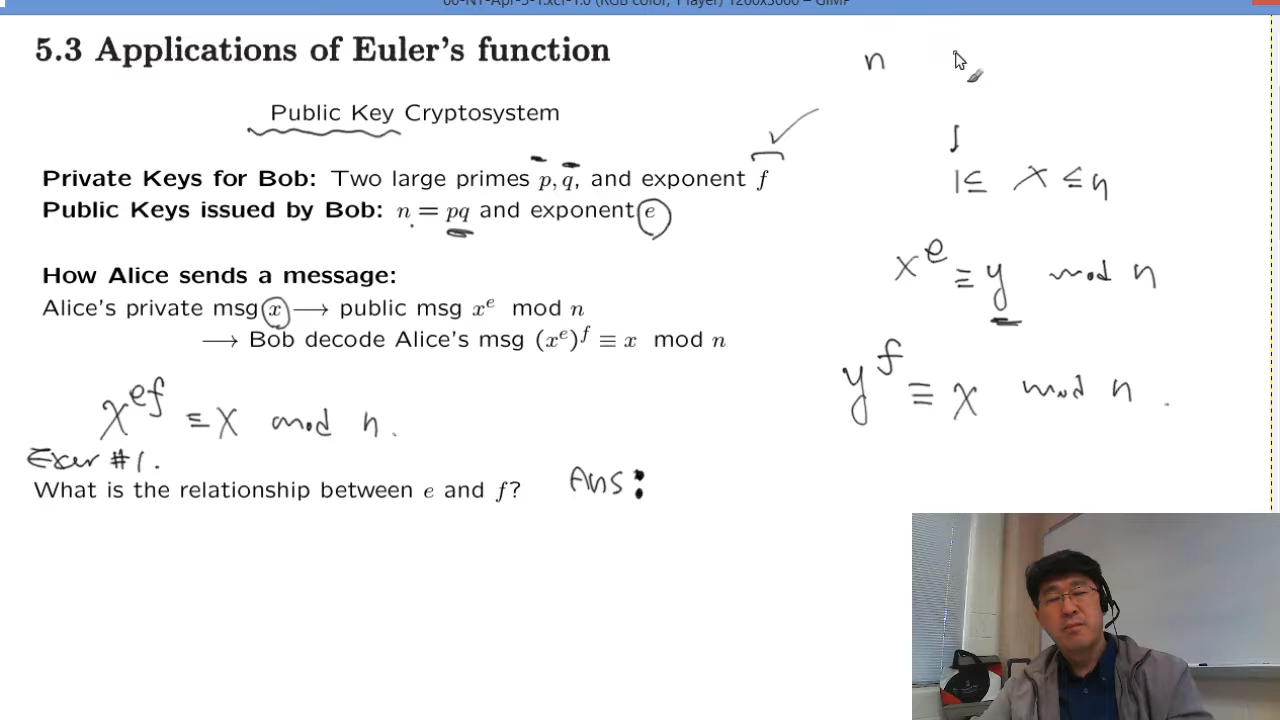 5.3 Applications of Euler's function
n
Public Key Cryptosystem
Private Keys for Bob: Two large primes p, q, and exponent f
Public Keys issued by Bob: n = pq and exponent e
1 ≤ x ≤ n
x^e ≡ y mod n
How Alice sends a message:
Alice's private msg x ⟶ public msg x^e mod n
⟶ Bob decode Alice's msg (x^e)^f ≡ x mod n
y^f ≡ x mod n.
x^{ef} ≡ x mod n.
Exer #1.
What is the relationship between e and f? Ans: